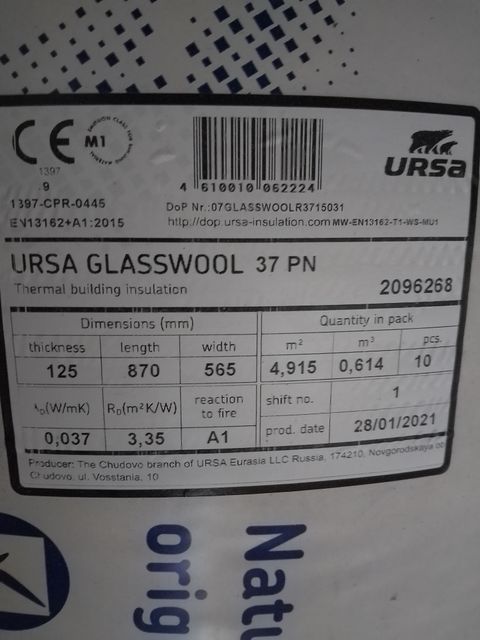 CE
M1
1397
9
1397-CPR-0445
EN13162+A1:2015
4 610010 062224
DoP Nr.:07GLASSWOOLR3715031
http://dop.ursa-insulation.com MW-EN13162-T1-WS-MU1
URSA
URSA GLASSWOOL 37 PN
Thermal building insulation
2096268
Dimensions (mm)
Quantity in pack
thickness length width m² m³ pcs.
125 870 565 4,915 0,614 10
λD(W/mK) RD(m²K/W) reaction to fire
shift no. 1
0,037 3,35 A1
prod. date 28/01/2021
Producer: The Chudovo branch of URSA Eurasia LLC Russia, 174210, Novgorodskaya
Chudovo, ul. Vosstania, 10
Natu
orig